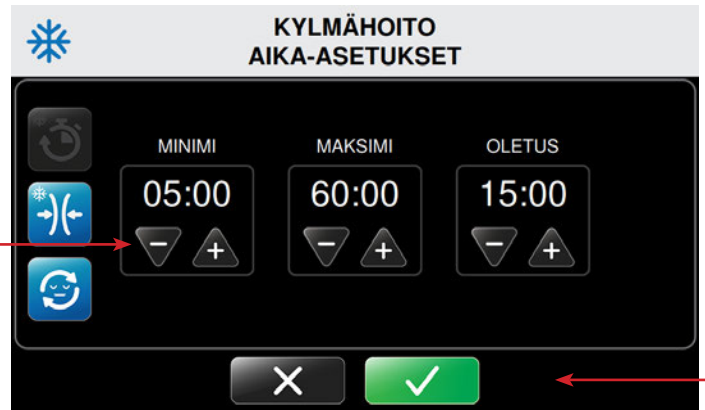 KYLMÄHOITO
AIKA-ASETUKSET
MINIMI MAKSIMI OLETUS
05:00 60:00 15:00
- + - + - +